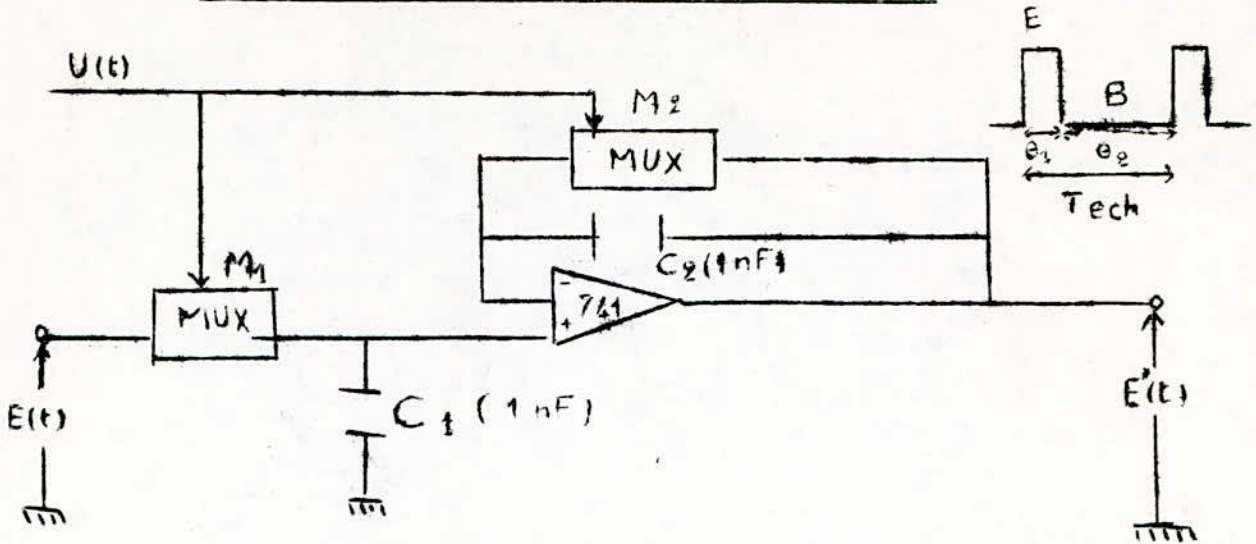 E
U(t)
M2
B
MUX
θ1
θ2
Tech
M1
C2(1nF)
-
741
+
MUX
E(t)
C1 (1nF)
E*(t)